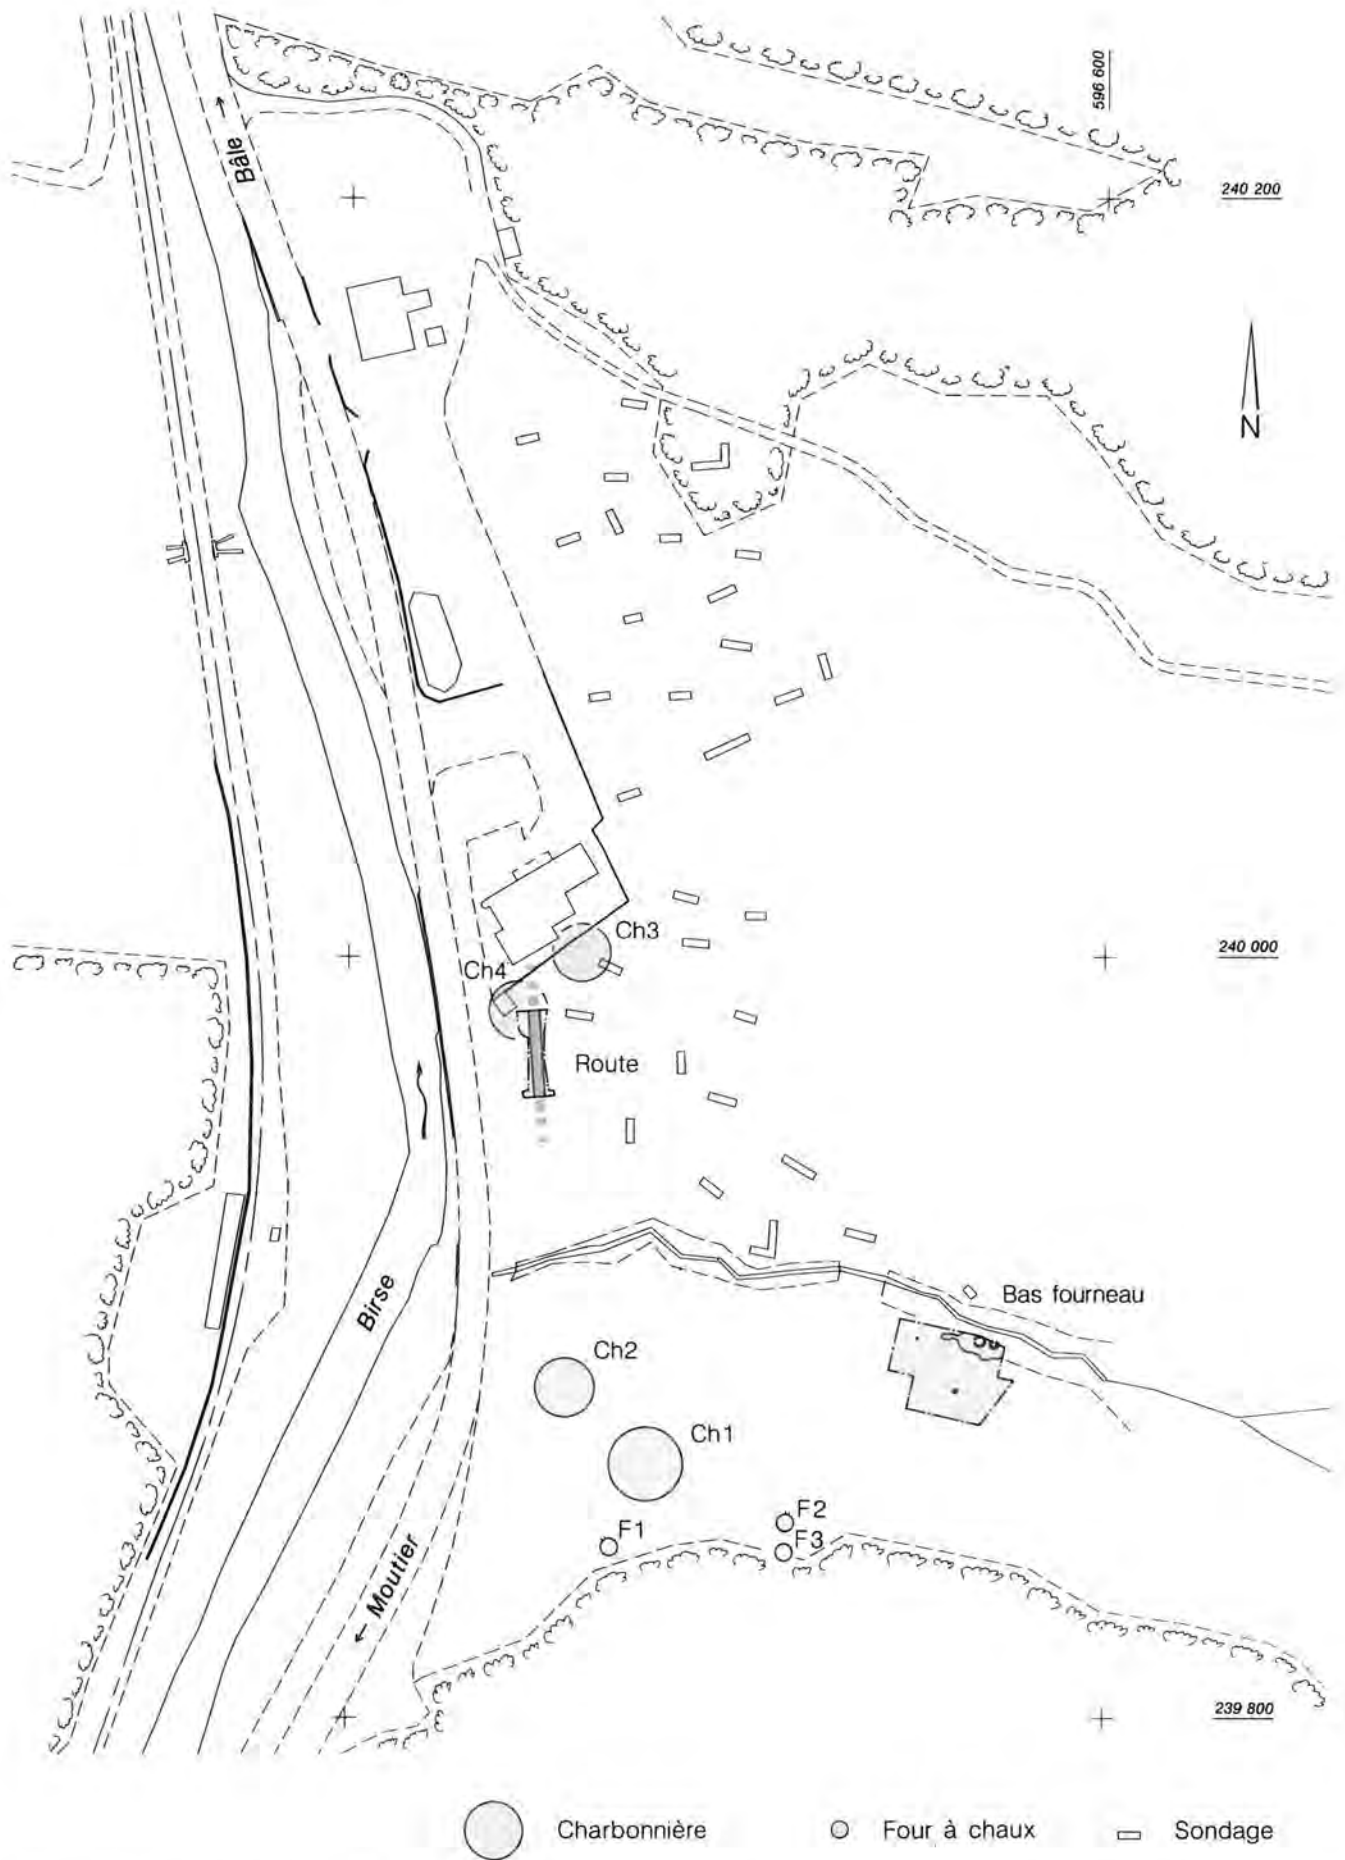 596 600
Bâle
240 200
N
Ch3
240 000
Ch4
Route
Birse
Bas fourneau
Ch2
Ch1
F2
F1
F3
Moutier
239 800
Charbonnière
Four à chaux
Sondage